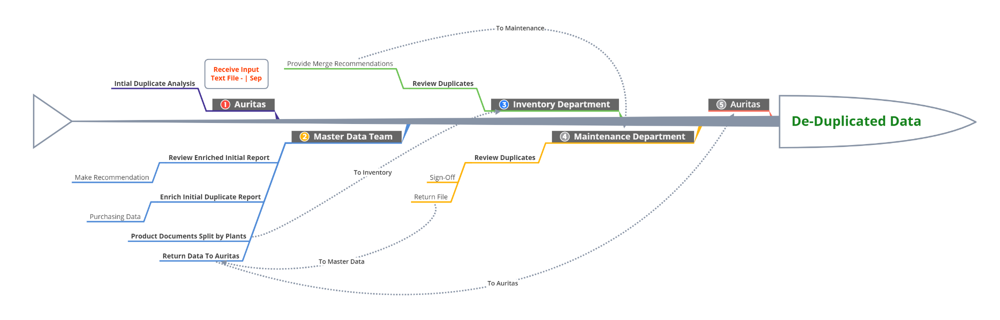 To Maintenance
Receive Input
Text File - | Sep
Provide Merge Recommendations
Intial Duplicate Analysis
Review Duplicates
1 Auritas
3 Inventory Department
5 Auritas
De-Duplicated Data
2 Master Data Team
4 Maintenance Department
Review Enriched Initial Report
Review Duplicates
To Inventory
Make Recommendation
Sign-Off
Enrich Initial Duplicate Report
Return File
Purchasing Data
Product Documents Split by Plants
Return Data To Auritas
To Master Data
To Auritas